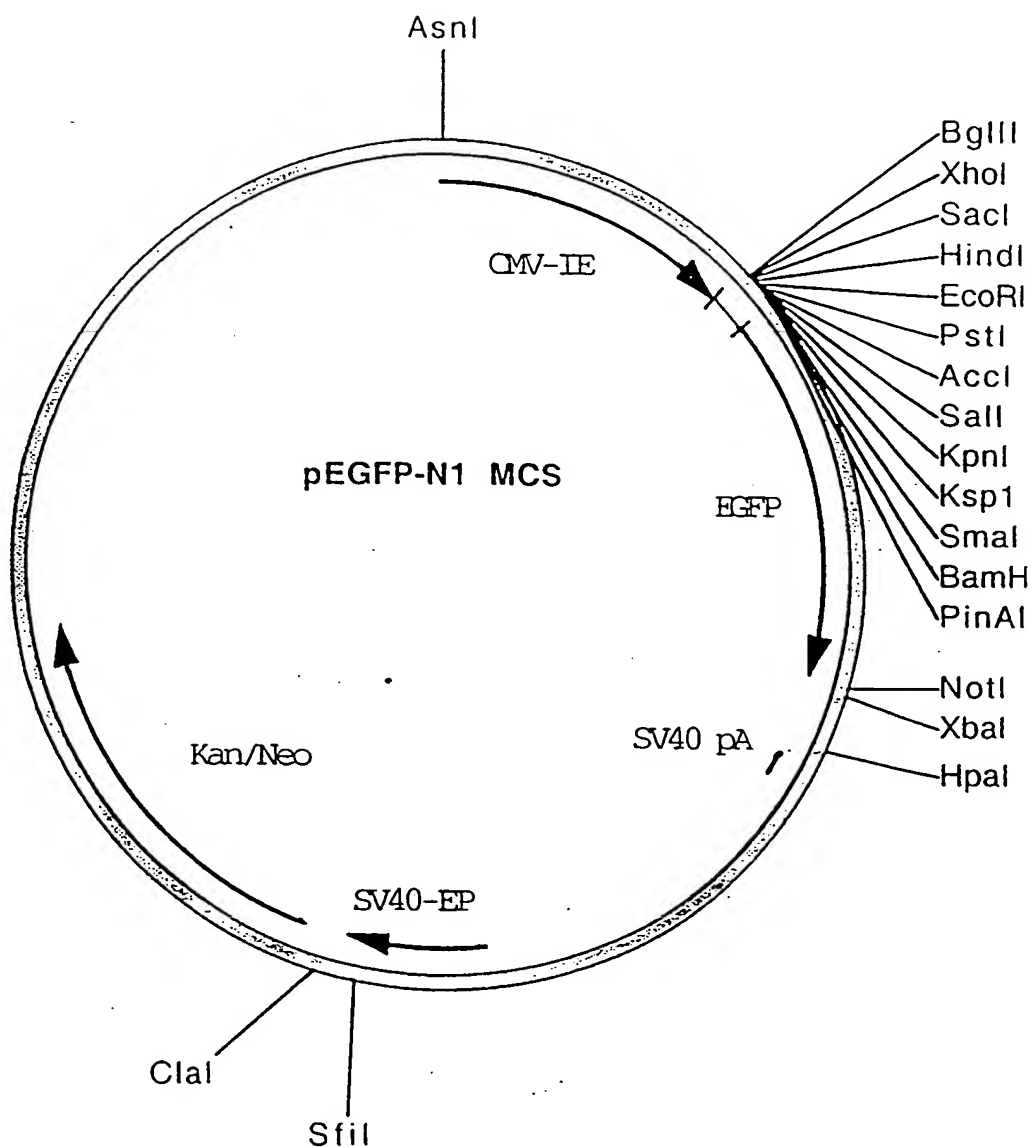 AsnI
BglII
XhoI
SacI
HindI
EcoRI
PstI
AccI
SalI
KpnI
Ksp1
SmaI
BamH
PinAI
NotI
XbaI
HpaI
CMV-IE
pEGFP-N1 MCS
EGFP
SV40 pA
Kan/Neo
SV40-EP
ClaI
SfiI